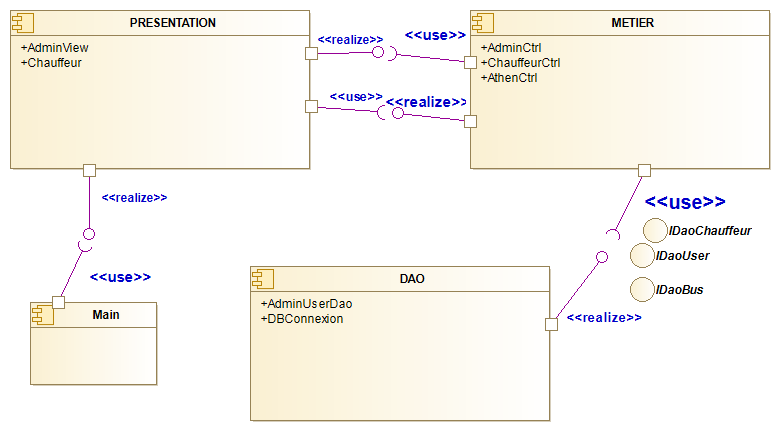 PRESENTATION
+AdminView
+Chauffeur
<<realize>>
<<use>>
METIER
+AdminCtrl
+ChauffeurCtrl
+AthenCtrl
<<use>>
<<realize>>
<<realize>>
<<use>>
Main
<<use>>
IDaoChauffeur
IDaoUser
IDaoBus
DAO
+AdminUserDao
+DBConnexion
<<realize>>